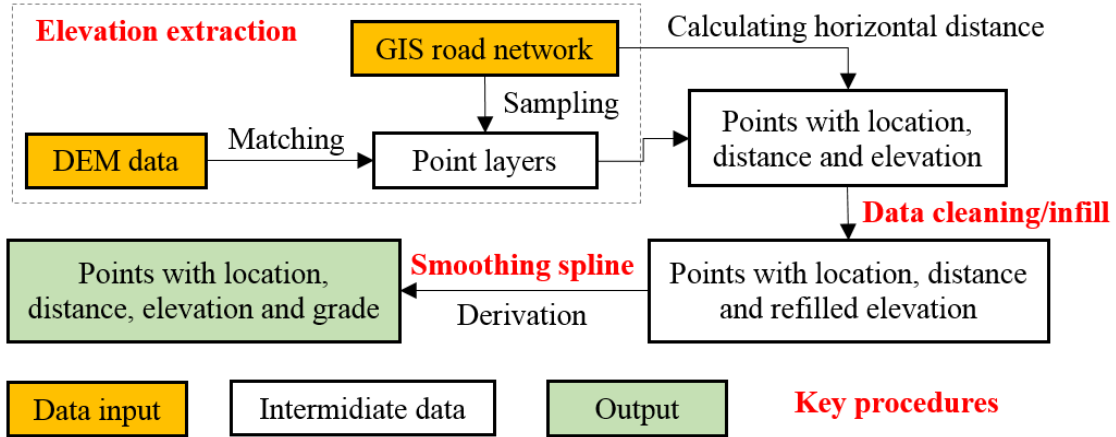 Elevation extraction
GIS road network
Calculating horizontal distance
Sampling
Points with location,
distance and elevation
DEM data
Matching
Point layers
Data cleaning/infill
Points with location,
distance, elevation and grade
Smoothing spline
Derivation
Points with location, distance
and refilled elevation
Data input
Intermidiate data
Output
Key procedures